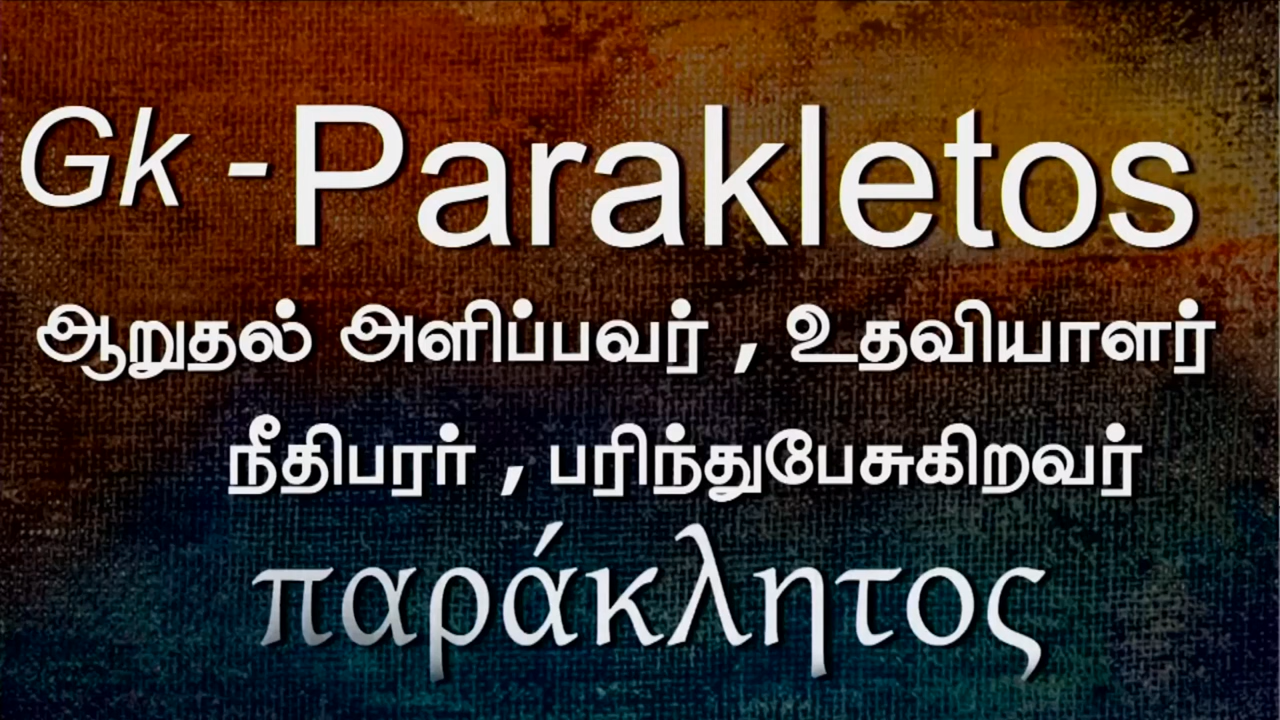 Gk - Parakletos
ஆறுதல் அளிப்பவர் , உதவியாளர்
நீதிபரர் , பரிந்துபேசுகிறவர்
παράκλητος